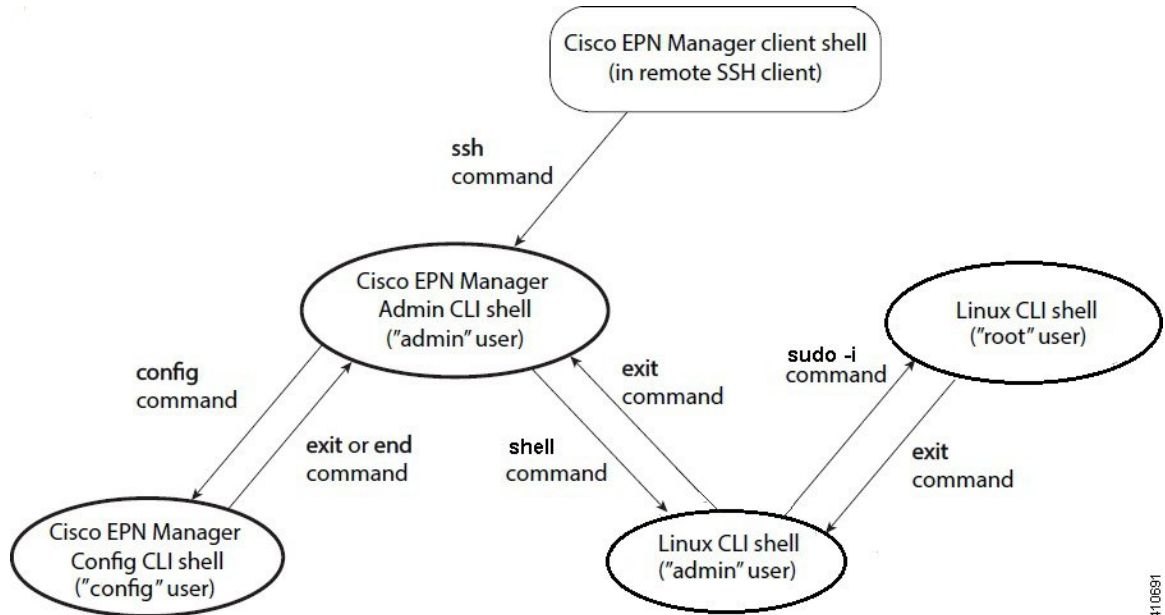 Cisco EPN Manager client shell
(in remote SSH client)
ssh
command
Cisco EPN Manager
Admin CLI shell
("admin" user)
Linux CLI shell
("root" user)
config
command
exit
command
sudo -i
command
exit or end
command
shell
command
exit
command
Cisco EPN Manager
Config CLI shell
("config" user)
Linux CLI shell
("admin" user)
410691